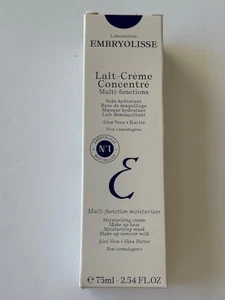 Laboratoires
EMBRYOLISSE
Lait-Crème
Concentré
Multi-fonctions
Soin hydratant
Base de maquillage
Masque hydratant
Lait démaquillant
Aloe Vera • Karité
Non comédogène
N°1
E
Multi-function moisturizer
Moisturizing cream
Make-up base
Moisturizing mask
Make-up remover milk
Aloe Vera • Shea Butter
Non comedogenic
℮ 75ml - 2.54 FL.OZ